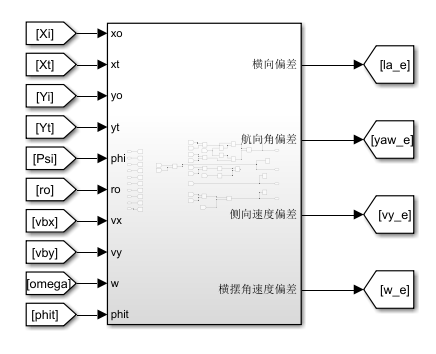 [Xi] xo
[Xt] xt
横向偏差 [la_e]
[Yi] yo
[Yt] yt
航向角偏差 [yaw_e]
[Psi] phi
[ro] ro
[vbx] vx
侧向速度偏差 [vy_e]
[vby] vy
[omega] w
横摆角速度偏差 [w_e]
[phit] phit